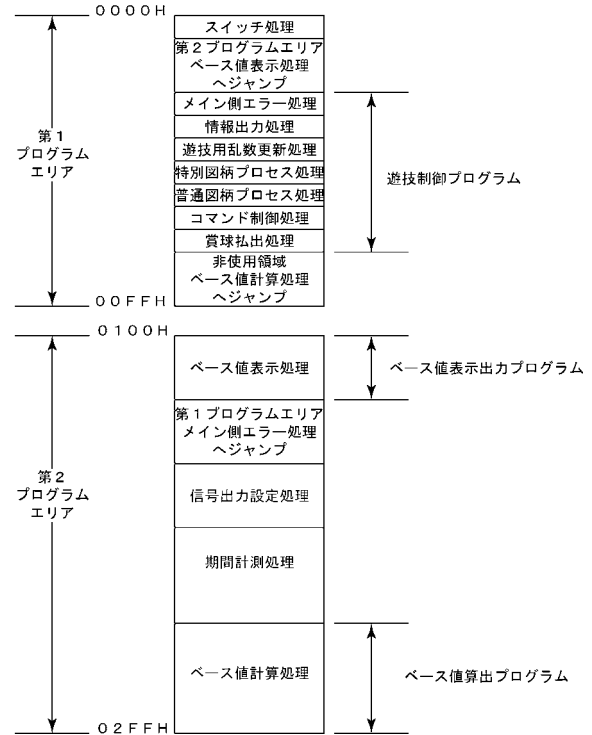 0000H
スイッチ処理
第2プログラムエリア
ベース値表示処理
へジャンプ
メイン側エラー処理
情報出力処理
遊技用乱数更新処理
特別図柄プロセス処理
普通図柄プロセス処理
コマンド制御処理
賞球払出処理
非使用領域
ベース値計算処理
へジャンプ
00FFH
第1
プログラム
エリア
遊技制御プログラム
0100H
ベース値表示処理
第1プログラムエリア
メイン側エラー処理
へジャンプ
信号出力設定処理
期間計測処理
ベース値計算処理
02FFH
第2
プログラム
エリア
ベース値表示出力プログラム
ベース値算出プログラム